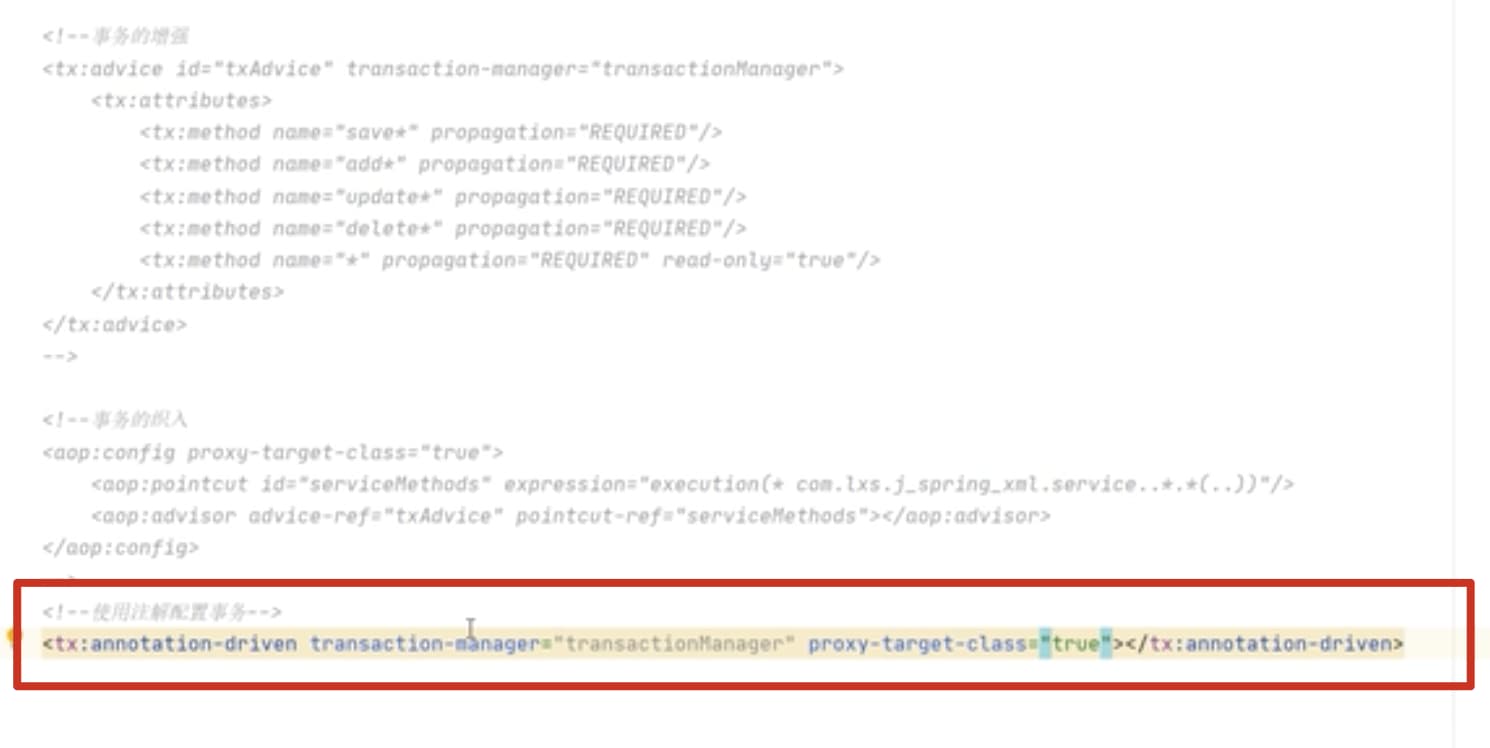 <!--事务的增强
<tx:advice id="txAdvice" transaction-manager="transactionManager">
<tx:attributes>
<tx:method name="save*" propagation="REQUIRED"/>
<tx:method name="add*" propagation="REQUIRED"/>
<tx:method name="update*" propagation="REQUIRED"/>
<tx:method name="delete*" propagation="REQUIRED"/>
<tx:method name="*" propagation="REQUIRED" read-only="true"/>
</tx:attributes>
</tx:advice>
-->
<!--事务的织入
<aop:config proxy-target-class="true">
<aop:pointcut id="serviceMethods" expression="execution(* com.lxs.j_spring_xml.service..*.*(..))"/>
<aop:advisor advice-ref="txAdvice" pointcut-ref="serviceMethods"></aop:advisor>
</aop:config>
<!--使用注解配置事务-->
<tx:annotation-driven transaction-manager="transactionManager" proxy-target-class="true"></tx:annotation-driven>